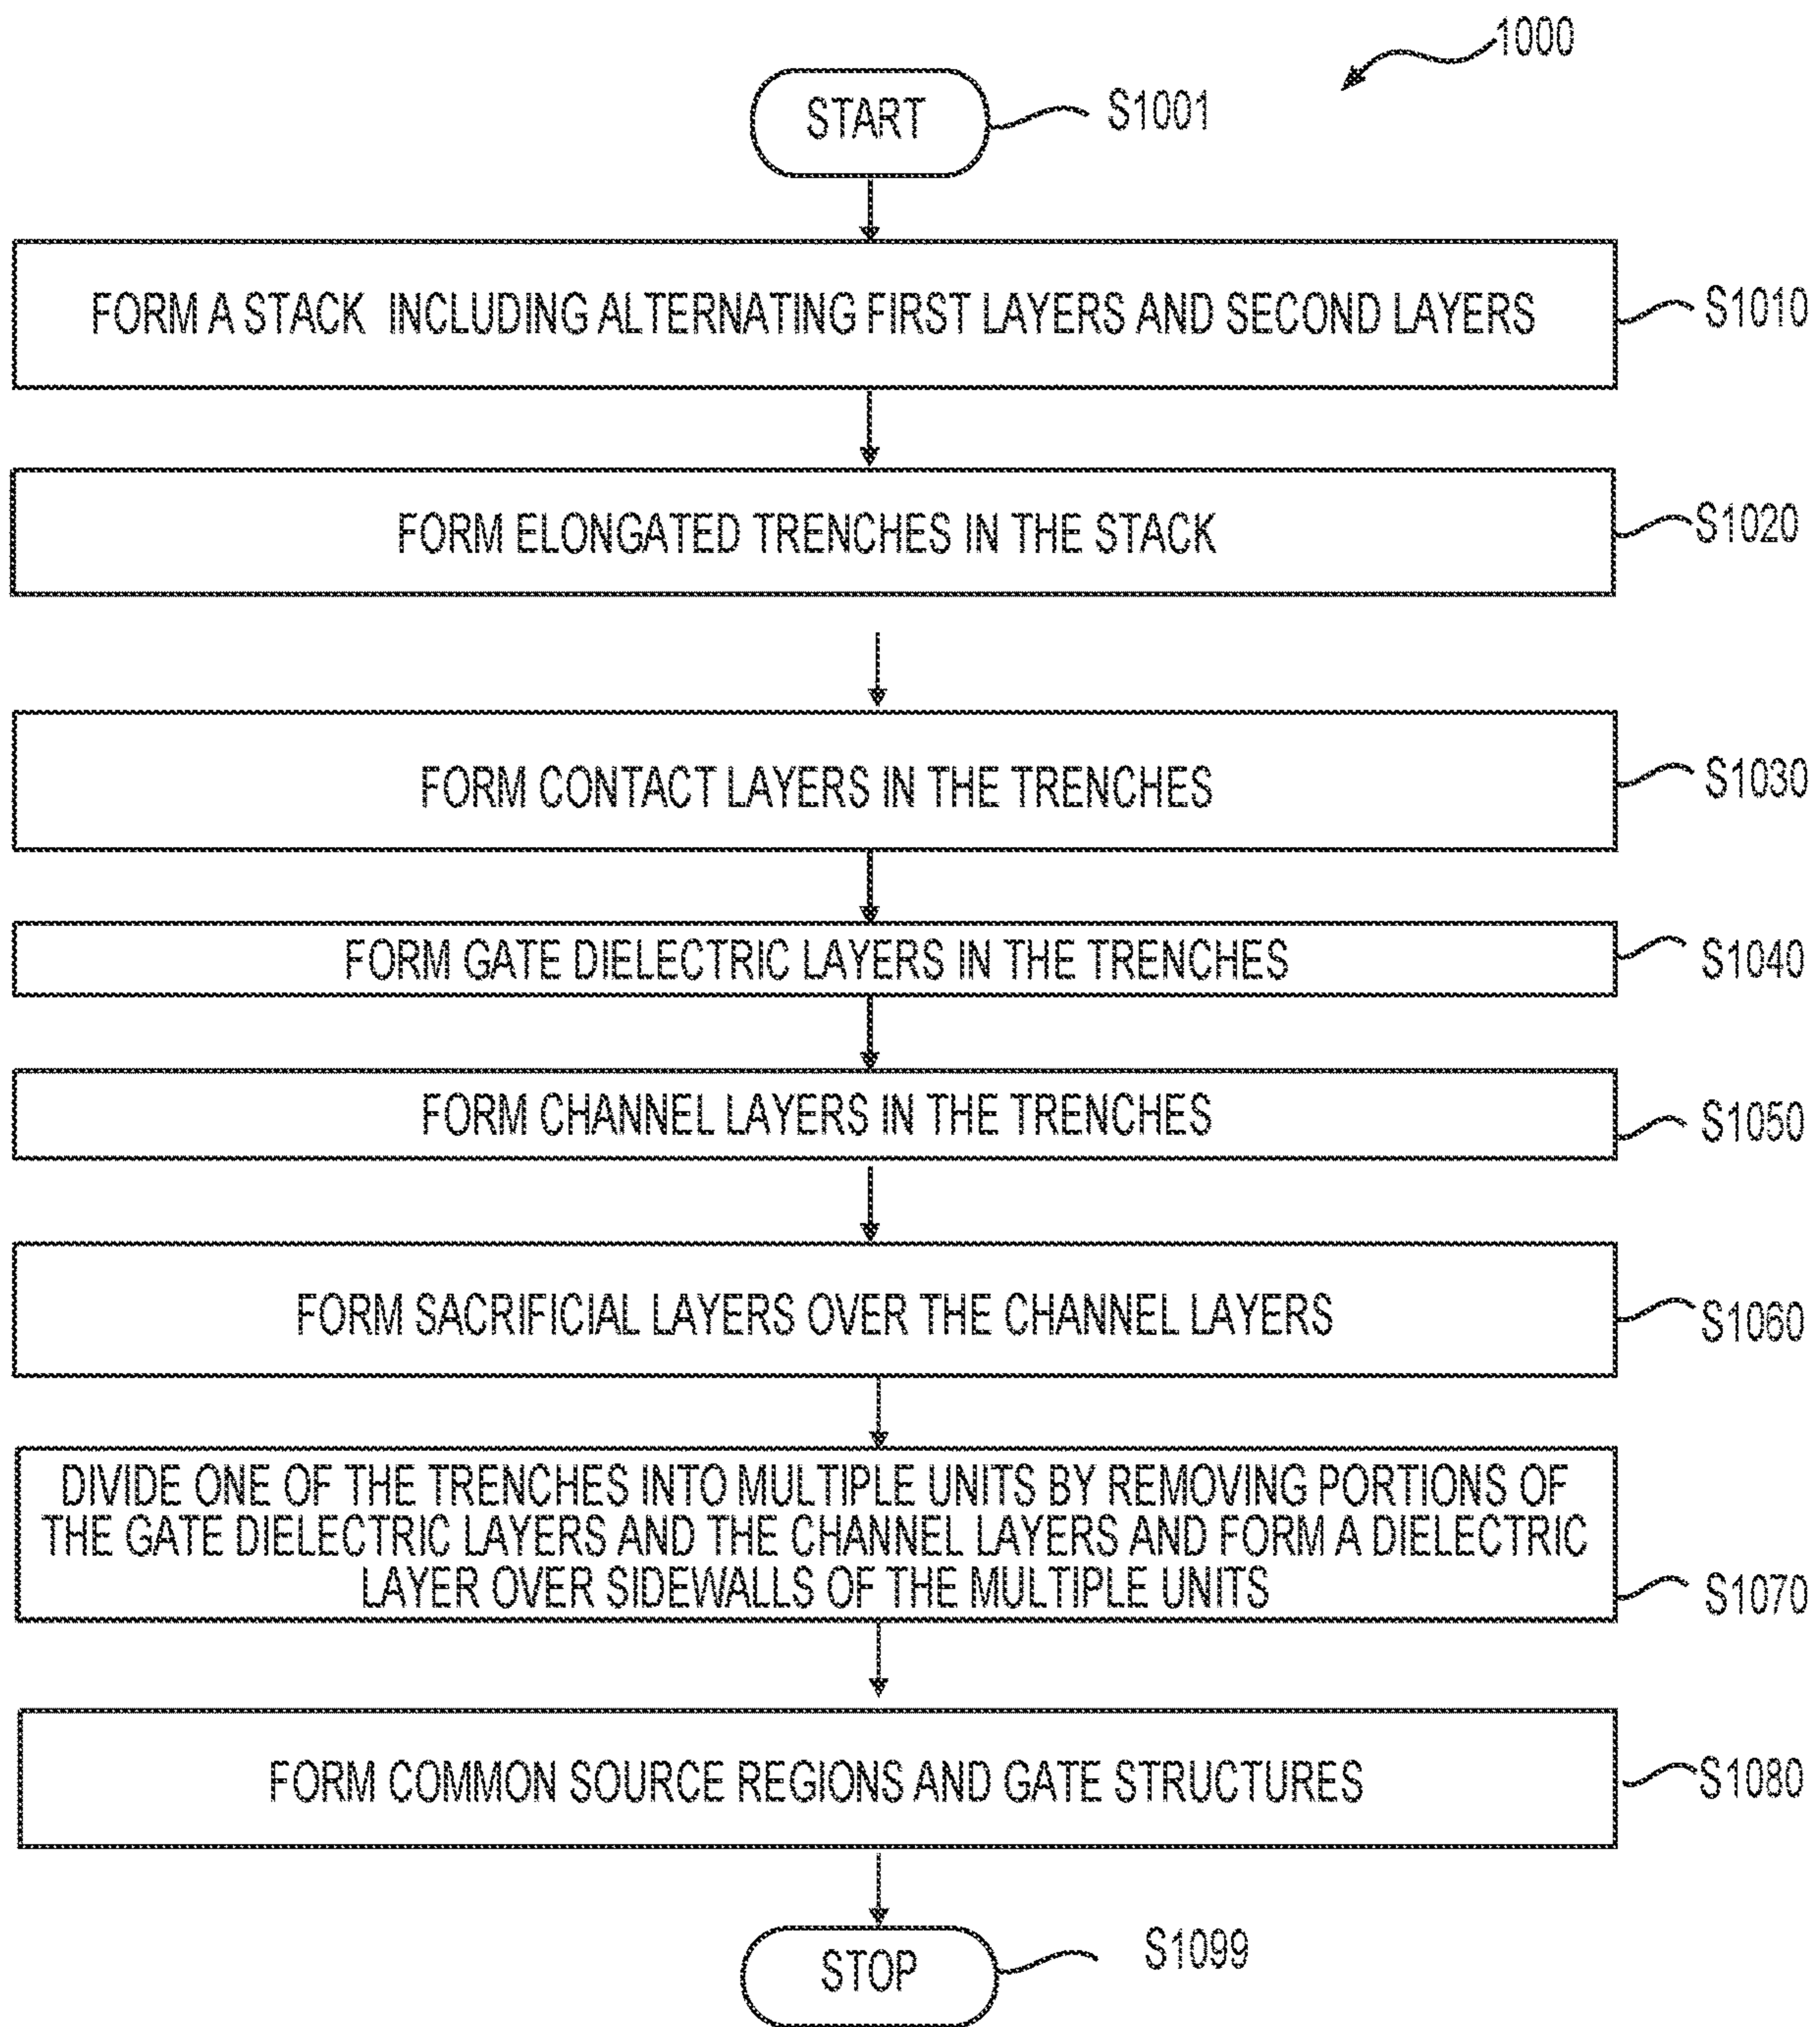 1000
START
S1001
FORM A STACK INCLUDING ALTERNATING FIRST LAYERS AND SECOND LAYERS
S1010
FORM ELONGATED TRENCHES IN THE STACK
S1020
FORM CONTACT LAYERS IN THE TRENCHES
S1030
FORM GATE DIELECTRIC LAYERS IN THE TRENCHES
S1040
FORM CHANNEL LAYERS IN THE TRENCHES
S1050
FORM SACRIFICIAL LAYERS OVER THE CHANNEL LAYERS
S1060
DIVIDE ONE OF THE TRENCHES INTO MULTIPLE UNITS BY REMOVING PORTIONS OF
THE GATE DIELECTRIC LAYERS AND THE CHANNEL LAYERS AND FORM A DIELECTRIC
LAYER OVER SIDEWALLS OF THE MULTIPLE UNITS
S1070
FORM COMMON SOURCE REGIONS AND GATE STRUCTURES
S1080
STOP
S1099